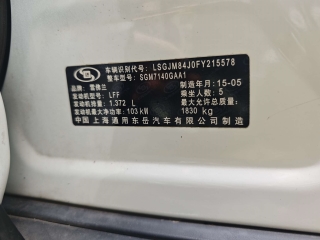 车辆识别代号: LSGJM84J0FY215578
整车型号: SGM7140GAA1
品牌: 雪佛兰 制造年月: 15-05
发动机型号: LFF 乘坐人数: 5
发动机排量: 1.372 L 最大允许总质量:
发动机最大净功率: 103 kW 1830 kg
中国上海通用东岳汽车有限公司制造